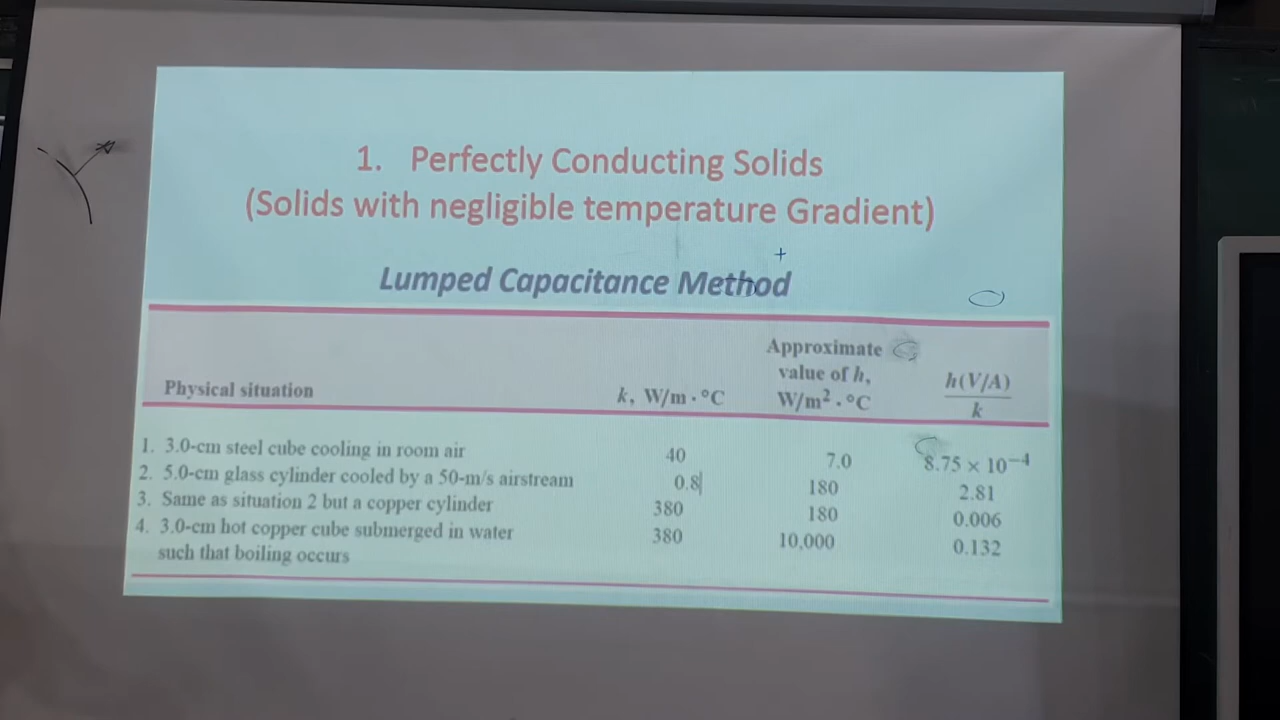 1. Perfectly Conducting Solids
(Solids with negligible temperature Gradient)
Lumped Capacitance Method
Physical situation k, W/m · °C Approximate value of h, W/m² · °C h(V/A)/k
1. 3.0-cm steel cube cooling in room air 40 7.0 8.75 × 10⁻⁴
2. 5.0-cm glass cylinder cooled by a 50-m/s airstream 0.8 180 2.81
3. Same as situation 2 but a copper cylinder 380 180 0.006
4. 3.0-cm hot copper cube submerged in water 380 10,000 0.132
such that boiling occurs